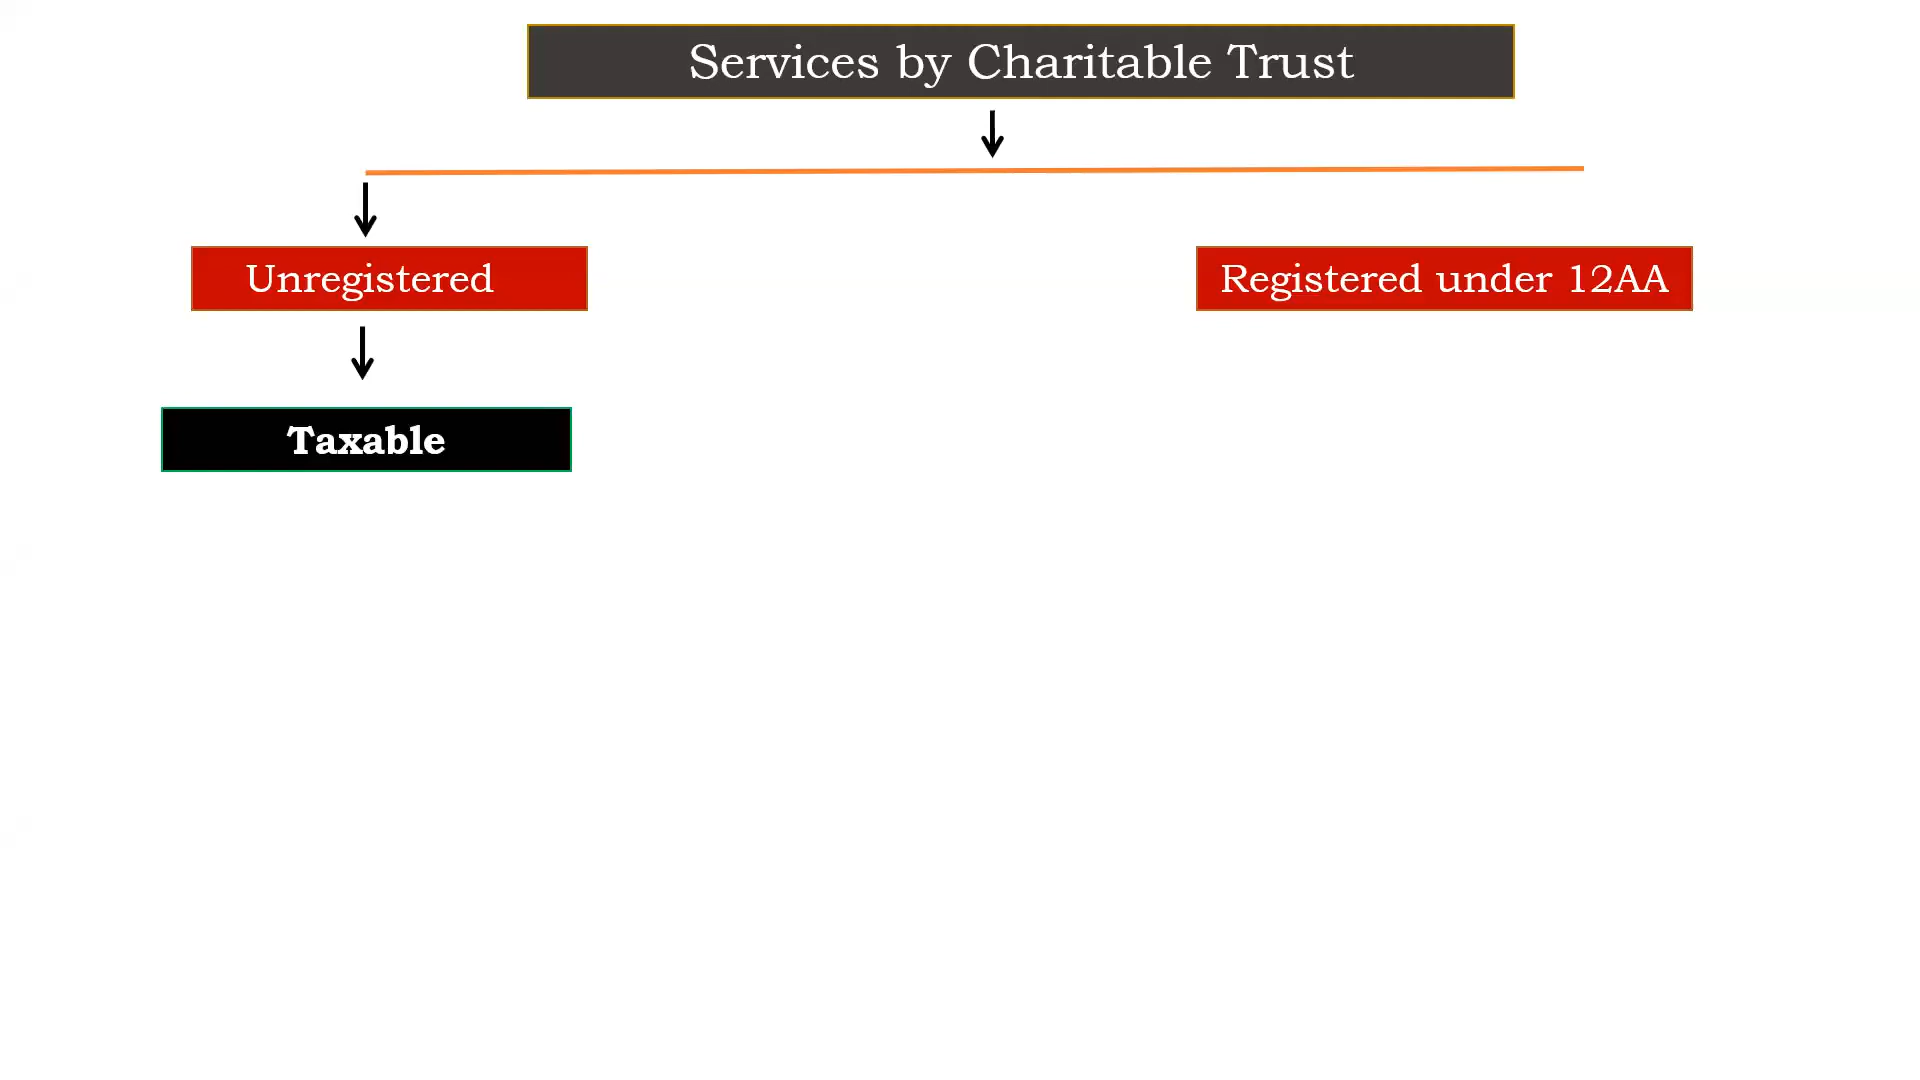 Services by Charitable Trust
Unregistered
Registered under 12AA
Taxable